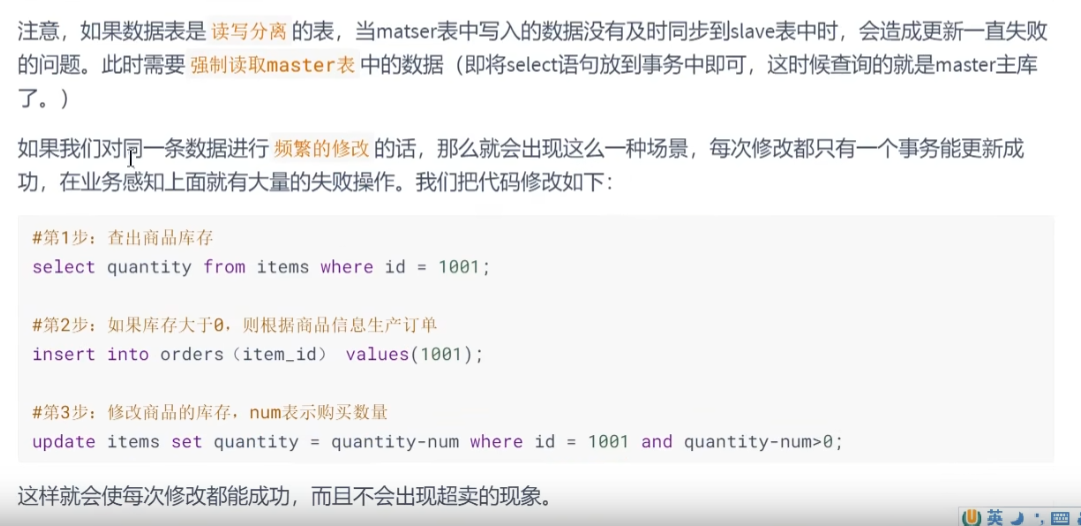 注意，如果数据表是 读写分离 的表，当matser表中写入的数据没有及时同步到slave表中时，会造成更新一直失败
的问题。此时需要 强制读取master表 中的数据（即将select语句放到事务中即可，这时候查询的就是master主库
了。）
如果我们对同一条数据进行 频繁的修改 的话，那么就会出现这么一种场景，每次修改都只有一个事务能更新成
功，在业务感知上面就有大量的失败操作。我们把代码修改如下：
#第1步：查出商品库存
select quantity from items where id = 1001;
#第2步：如果库存大于0，则根据商品信息生产订单
insert into orders（item_id） values(1001);
#第3步：修改商品的库存，num表示购买数量
update items set quantity = quantity-num where id = 1001 and quantity-num>0;
这样就会使每次修改都能成功，而且不会出现超卖的现象。
英